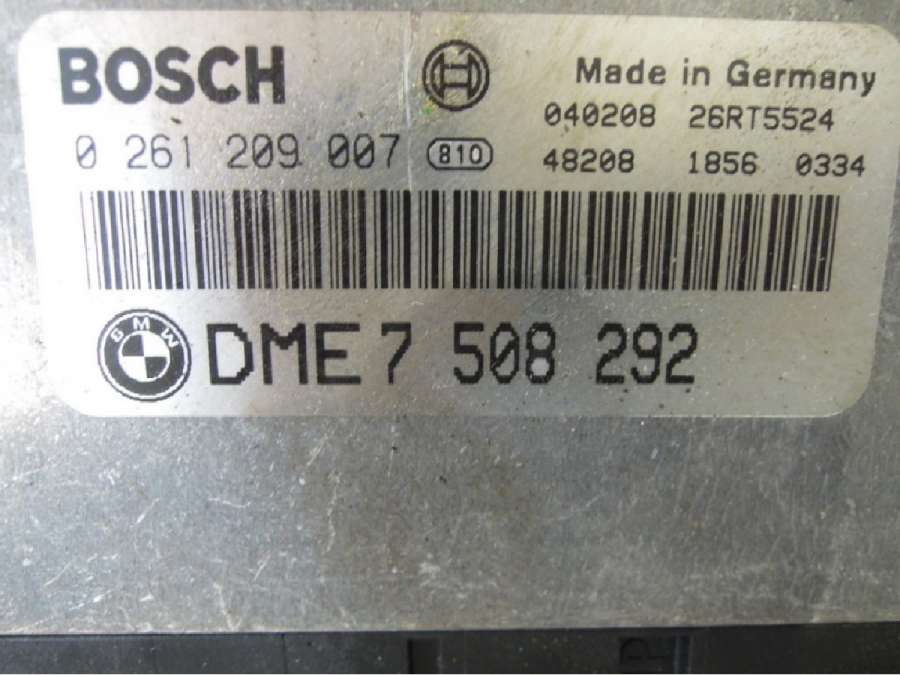 BOSCH
Made in Germany
040208 26RT5524
0 261 209 007 810
48208 1856 0334
BMW
DME 7 508 292